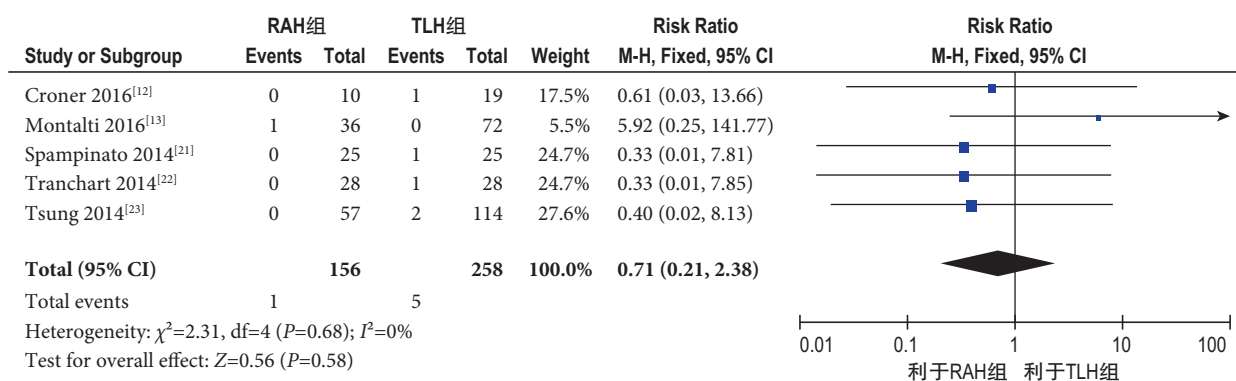 RAH组 TLH组 Risk Ratio Risk Ratio
Study or Subgroup Events Total Events Total Weight M-H, Fixed, 95% CI M-H, Fixed, 95% CI
Croner 2016[12] 0 10 1 19 17.5% 0.61 (0.03, 13.66)
Montalti 2016[13] 1 36 0 72 5.5% 5.92 (0.25, 141.77)
Spampinato 2014[21] 0 25 1 25 24.7% 0.33 (0.01, 7.81)
Tranchart 2014[22] 0 28 1 28 24.7% 0.33 (0.01, 7.85)
Tsung 2014[23] 0 57 2 114 27.6% 0.40 (0.02, 8.13)
Total (95% CI) 156 258 100.0% 0.71 (0.21, 2.38)
Total events 1 5
Heterogeneity: χ²=2.31, df=4 (P=0.68); I²=0%
Test for overall effect: Z=0.56 (P=0.58)
0.01 0.1 1 10 100
利于RAH组 利于TLH组